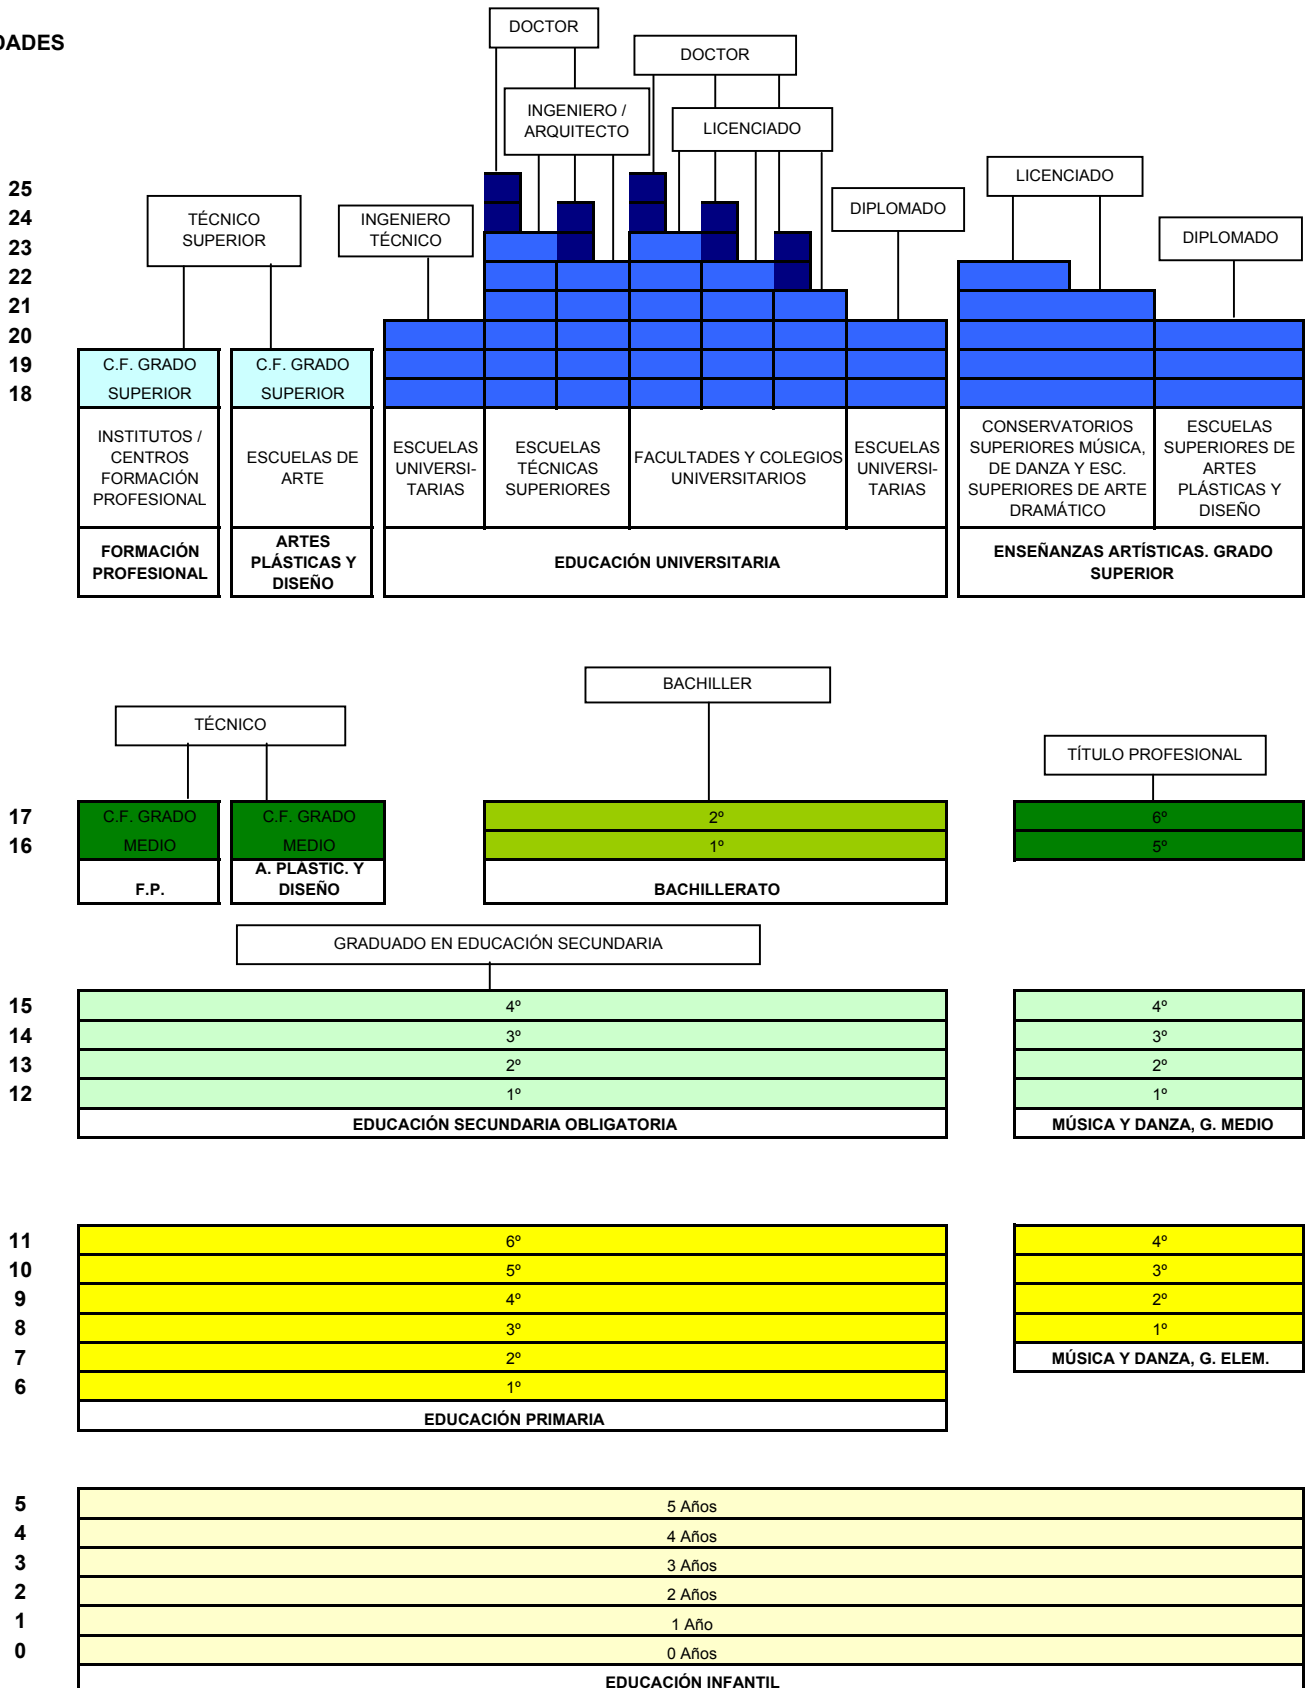 DADES
DOCTOR
DOCTOR
INGENIERO /
ARQUITECTO
LICENCIADO
LICENCIADO
TÉCNICO
SUPERIOR
INGENIERO
TÉCNICO
DIPLOMADO
DIPLOMADO
25
24
23
22
21
20
19
18
C.F. GRADO
SUPERIOR
C.F. GRADO
SUPERIOR
INSTITUTOS /
CENTROS
FORMACIÓN
PROFESIONAL
ESCUELAS DE
ARTE
ESCUELAS
UNIVERSI-
TARIAS
ESCUELAS
TÉCNICAS
SUPERIORES
FACULTADES Y COLEGIOS
UNIVERSITARIOS
ESCUELAS
UNIVERSI-
TARIAS
CONSERVATORIOS
SUPERIORES MÚSICA,
DE DANZA Y ESC.
SUPERIORES DE ARTE
DRAMÁTICO
ESCUELAS
SUPERIORES DE
ARTES
PLÁSTICAS Y
DISEÑO
FORMACIÓN
PROFESIONAL
ARTES
PLÁSTICAS Y
DISEÑO
EDUCACIÓN UNIVERSITARIA
ENSEÑANZAS ARTÍSTICAS. GRADO
SUPERIOR
BACHILLER
TÉCNICO
TÍTULO PROFESIONAL
17
16
C.F. GRADO
MEDIO
C.F. GRADO
MEDIO
2º
1º
6º
5º
F.P.
A. PLÁSTIC. Y
DISEÑO
BACHILLERATO
GRADUADO EN EDUCACIÓN SECUNDARIA
15
14
13
12
4º
3º
2º
1º
EDUCACIÓN SECUNDARIA OBLIGATORIA
4º
3º
2º
1º
MÚSICA Y DANZA, G. MEDIO
11
10
9
8
7
6
6º
5º
4º
3º
2º
1º
EDUCACIÓN PRIMARIA
4º
3º
2º
1º
MÚSICA Y DANZA, G. ELEM.
5
4
3
2
1
0
5 Años
4 Años
3 Años
2 Años
1 Año
0 Años
EDUCACIÓN INFANTIL